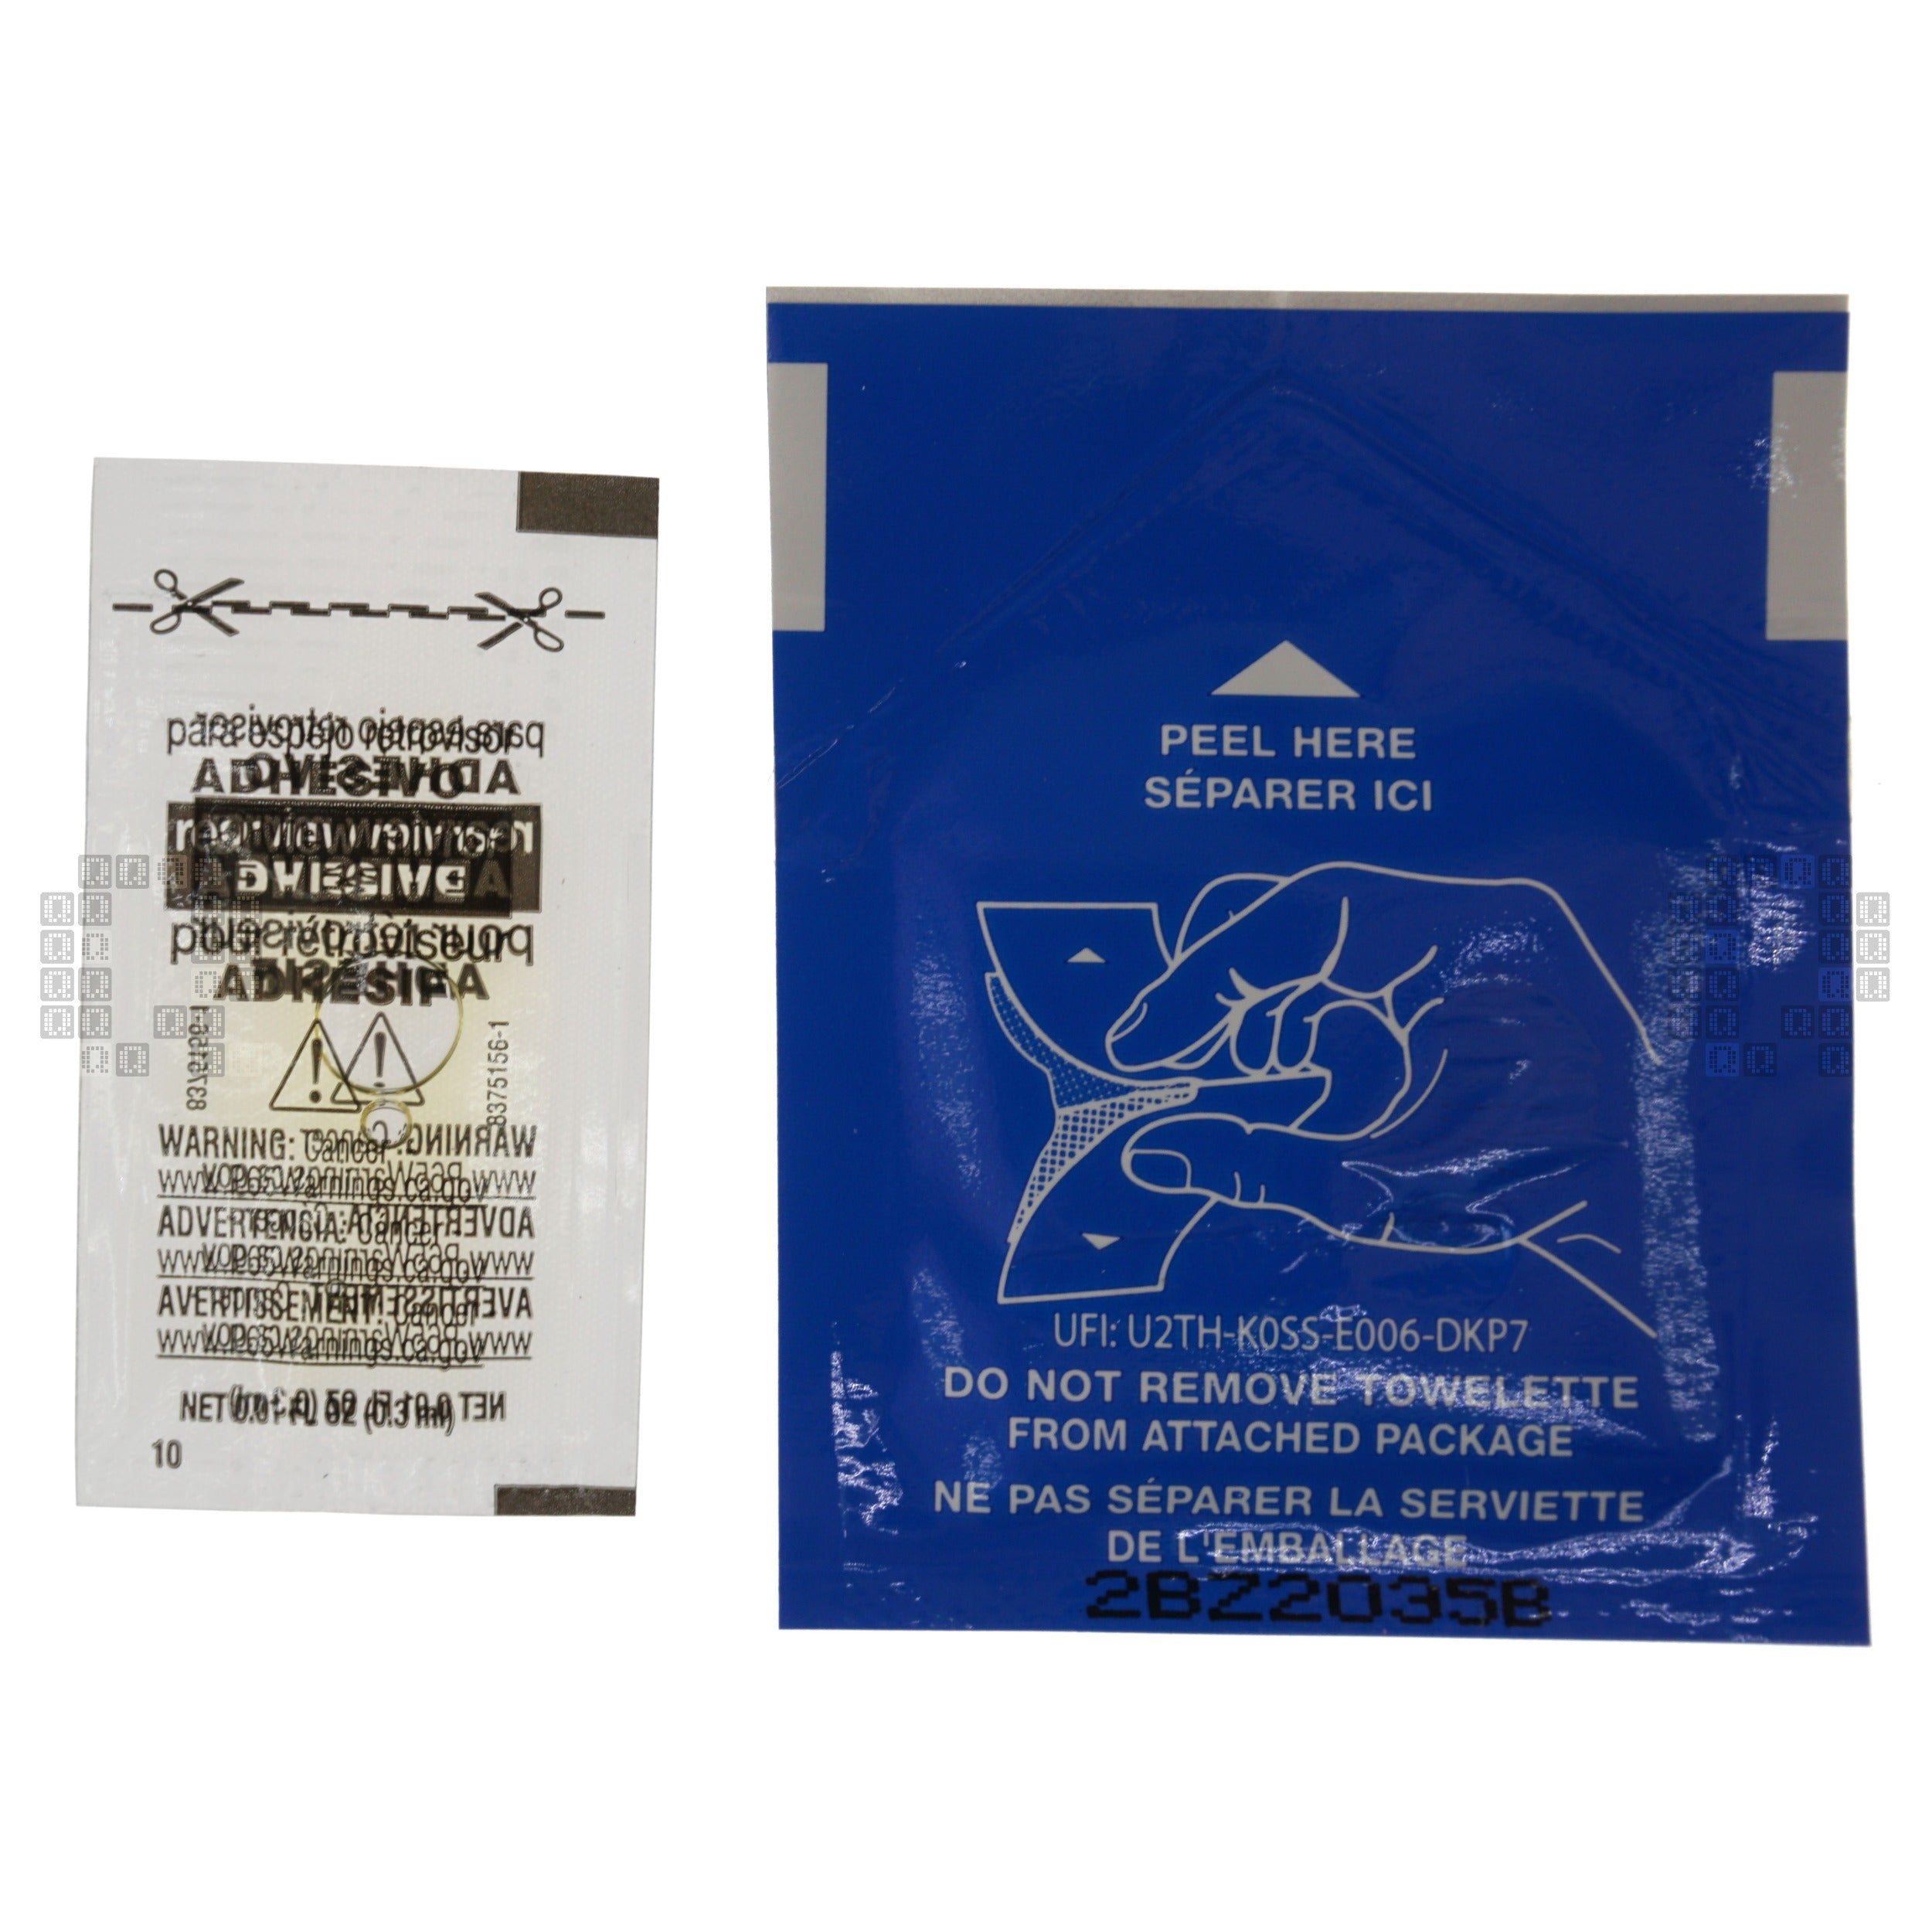 para espejo retrovisor
ADHESIVO
rearview mirror
ADHESIVE
pour rétroviseur
ADHÉSIF
8375156-1
WARNING: Cancer
www.P65Warnings.ca.gov
ADVERTENCIA: Cáncer
www.P65Warnings.ca.gov
AVERTISSEMENT: Cancer
www.P65Warnings.ca.gov
NET 0.01 FL OZ (0.3 ml)
10
PEEL HERE
SÉPARER ICI
UFI: U2TH-K0SS-E006-DKP7
DO NOT REMOVE TOWELETTE
FROM ATTACHED PACKAGE
NE PAS SÉPARER LA SERVIETTE
DE L'EMBALLAGE
2BZ2035B